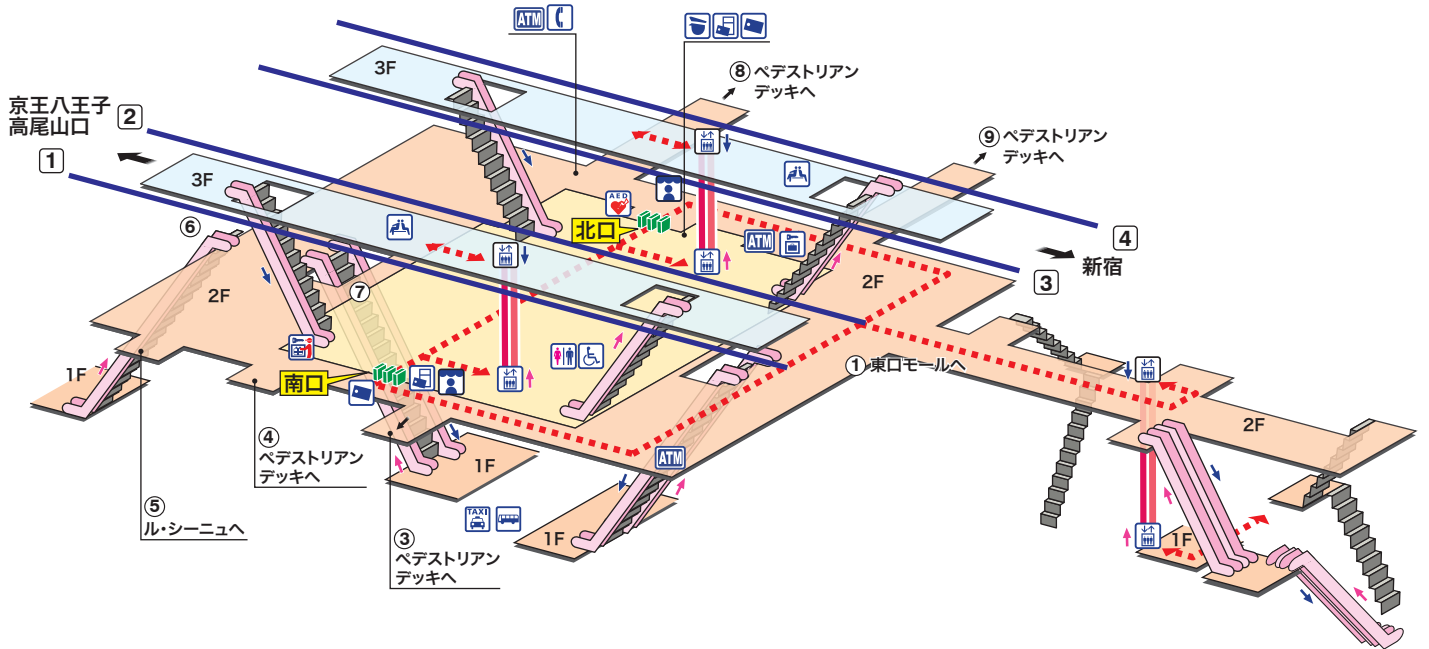 ATM
3F
⑧ ペデストリアン
デッキへ
京王八王子
高尾山口
2
1
3F
⑨ ペデストリアン
デッキへ
AED
北口
ATM
4
新宿
3
⑥
2F
⑦
2F
1F
南口
①東口モールへ
2F
④
ペデストリアン
デッキへ
ATM
1F
⑤
ル・シーニュへ
TAXI
③
ペデストリアン
デッキへ
1F
1F